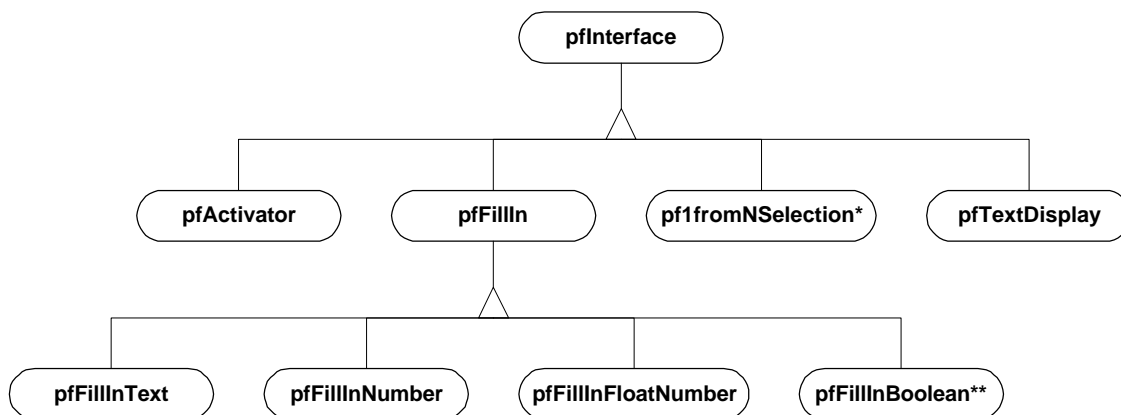 pfInterface
pfActivator
pfFillIn
pf1fromNSelection*
pfTextDisplay
pfFillInText
pfFillInNumber
pfFillInFloatNumber
pfFillInBoolean**